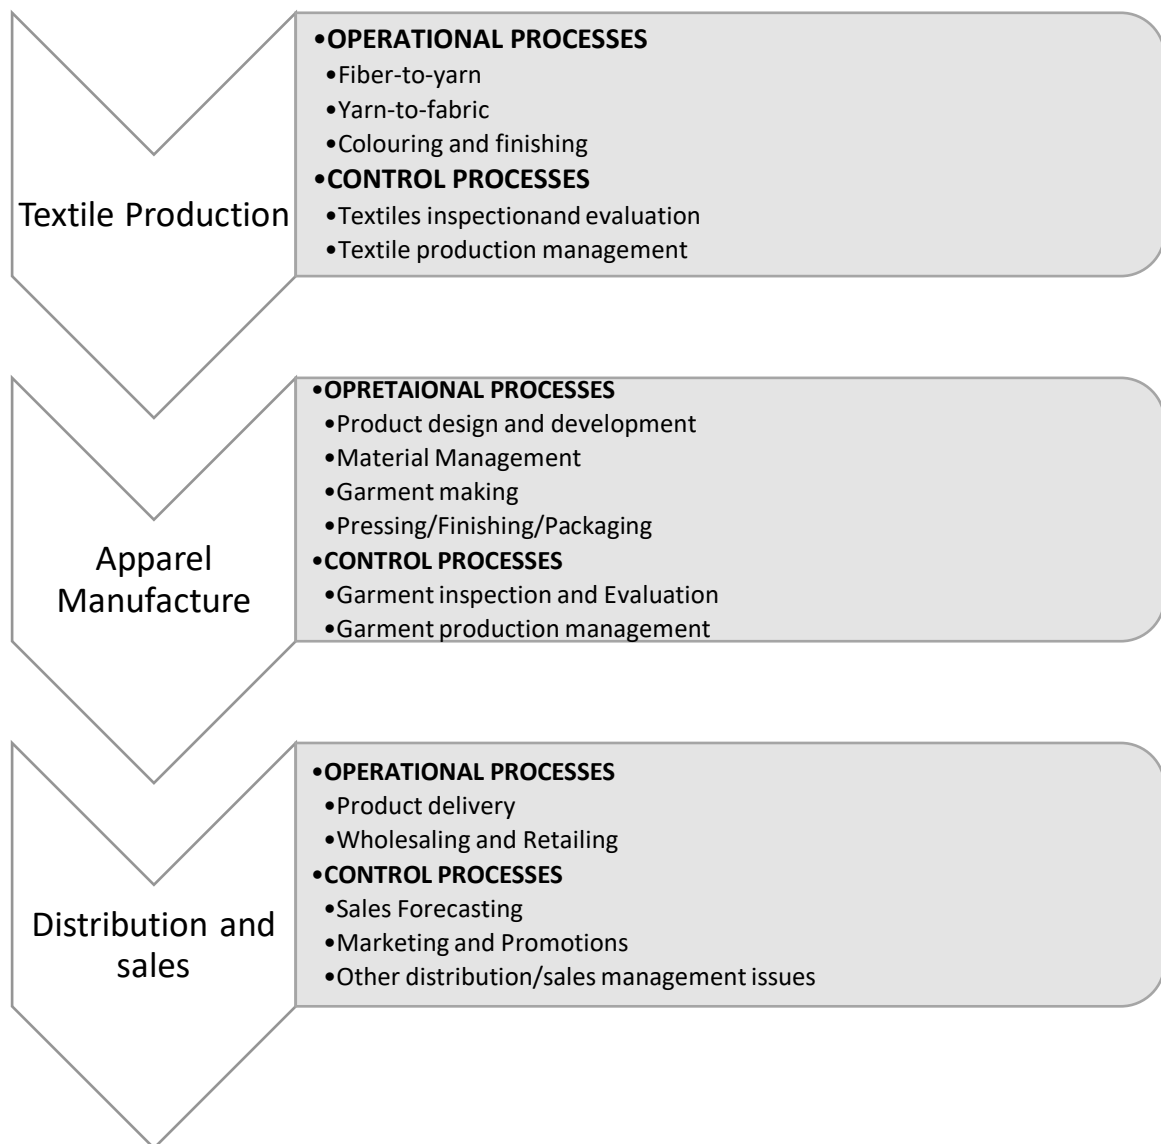 Textile Production
•OPERATIONAL PROCESSES
•Fiber-to-yarn
•Yarn-to-fabric
•Colouring and finishing
•CONTROL PROCESSES
•Textiles inspectionand evaluation
•Textile production management
Apparel
Manufacture
•OPRETAIONAL PROCESSES
•Product design and development
•Material Management
•Garment making
•Pressing/Finishing/Packaging
•CONTROL PROCESSES
•Garment inspection and Evaluation
•Garment production management
Distribution and
sales
•OPERATIONAL PROCESSES
•Product delivery
•Wholesaling and Retailing
•CONTROL PROCESSES
•Sales Forecasting
•Marketing and Promotions
•Other distribution/sales management issues